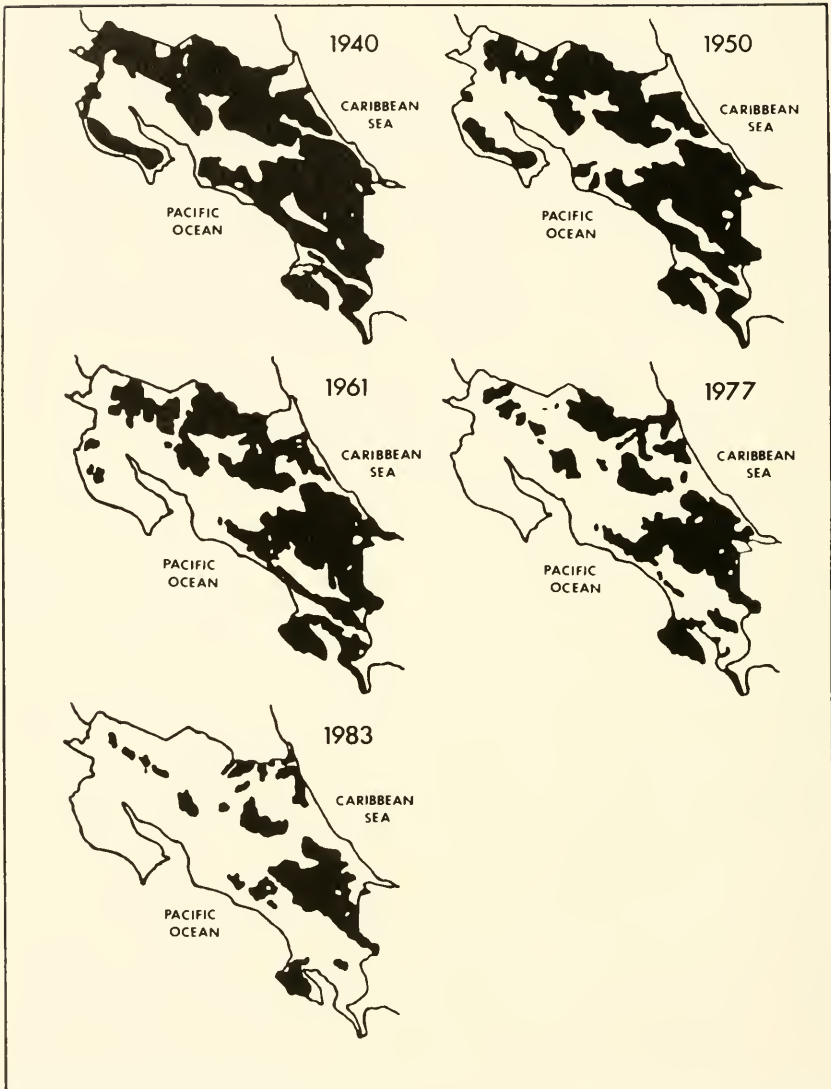 1940
CARIBBEAN
SEA
PACIFIC
OCEAN
1950
CARIBBEAN
SEA
PACIFIC
OCEAN
1961
CARIBBEAN
SEA
PACIFIC
OCEAN
1977
CARIBBEAN
SEA
PACIFIC
OCEAN
1983
CARIBBEAN
SEA
PACIFIC
OCEAN